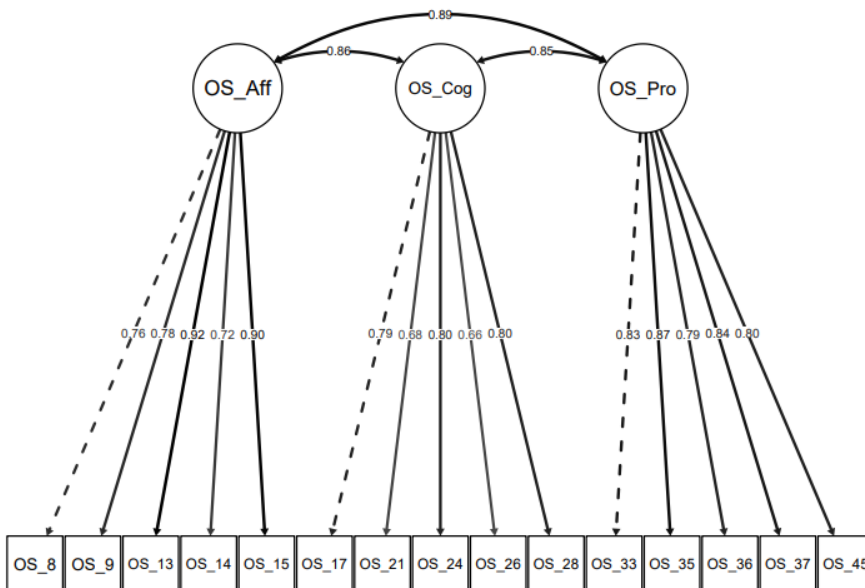 0.89
0.86
0.85
OS_Aff
OS_Cog
OS_Pro
0.76 0.78 0.92 0.72 0.90 0.79 0.68 0.80 0.66 0.80 0.83 0.87 0.79 0.84 0.80
OS_8 OS_9 OS_13 OS_14 OS_15 OS_17 OS_21 OS_24 OS_26 OS_28 OS_33 OS_35 OS_36 OS_37